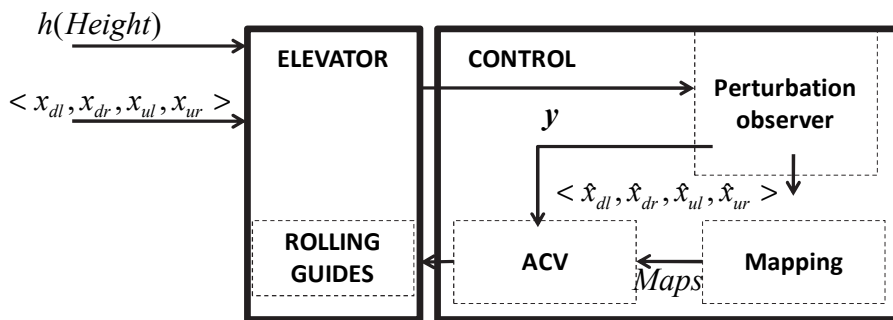 h(Height)
ELEVATOR
CONTROL
< x_dl, x_dr, x_ul, x_ur >
Perturbation
observer
y
< x̂_dl, x̂_dr, x̂_ul, x̂_ur >
ROLLING
GUIDES
ACV
Maps
Mapping